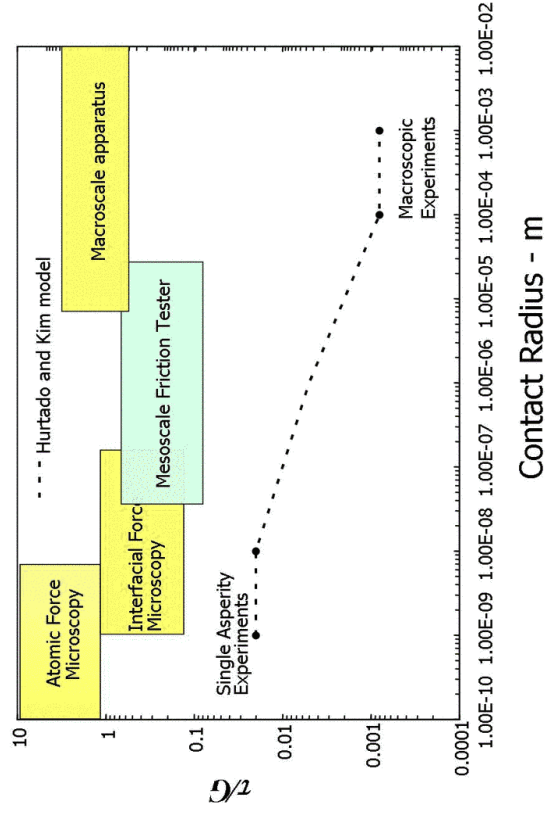 Hurtado and Kim model
Atomic Force
Microscopy
Interfacial Force
Microscopy
Mesoscale Friction Tester
Macroscale apparatus
Single Asperity
Experiments
Macroscopic
Experiments
10
1
0.1
0.01
0.001
0.0001
τ/G
1.00E-10
1.00E-09
1.00E-08
1.00E-07
1.00E-06
1.00E-05
1.00E-04
1.00E-03
1.00E-02
Contact Radius - m